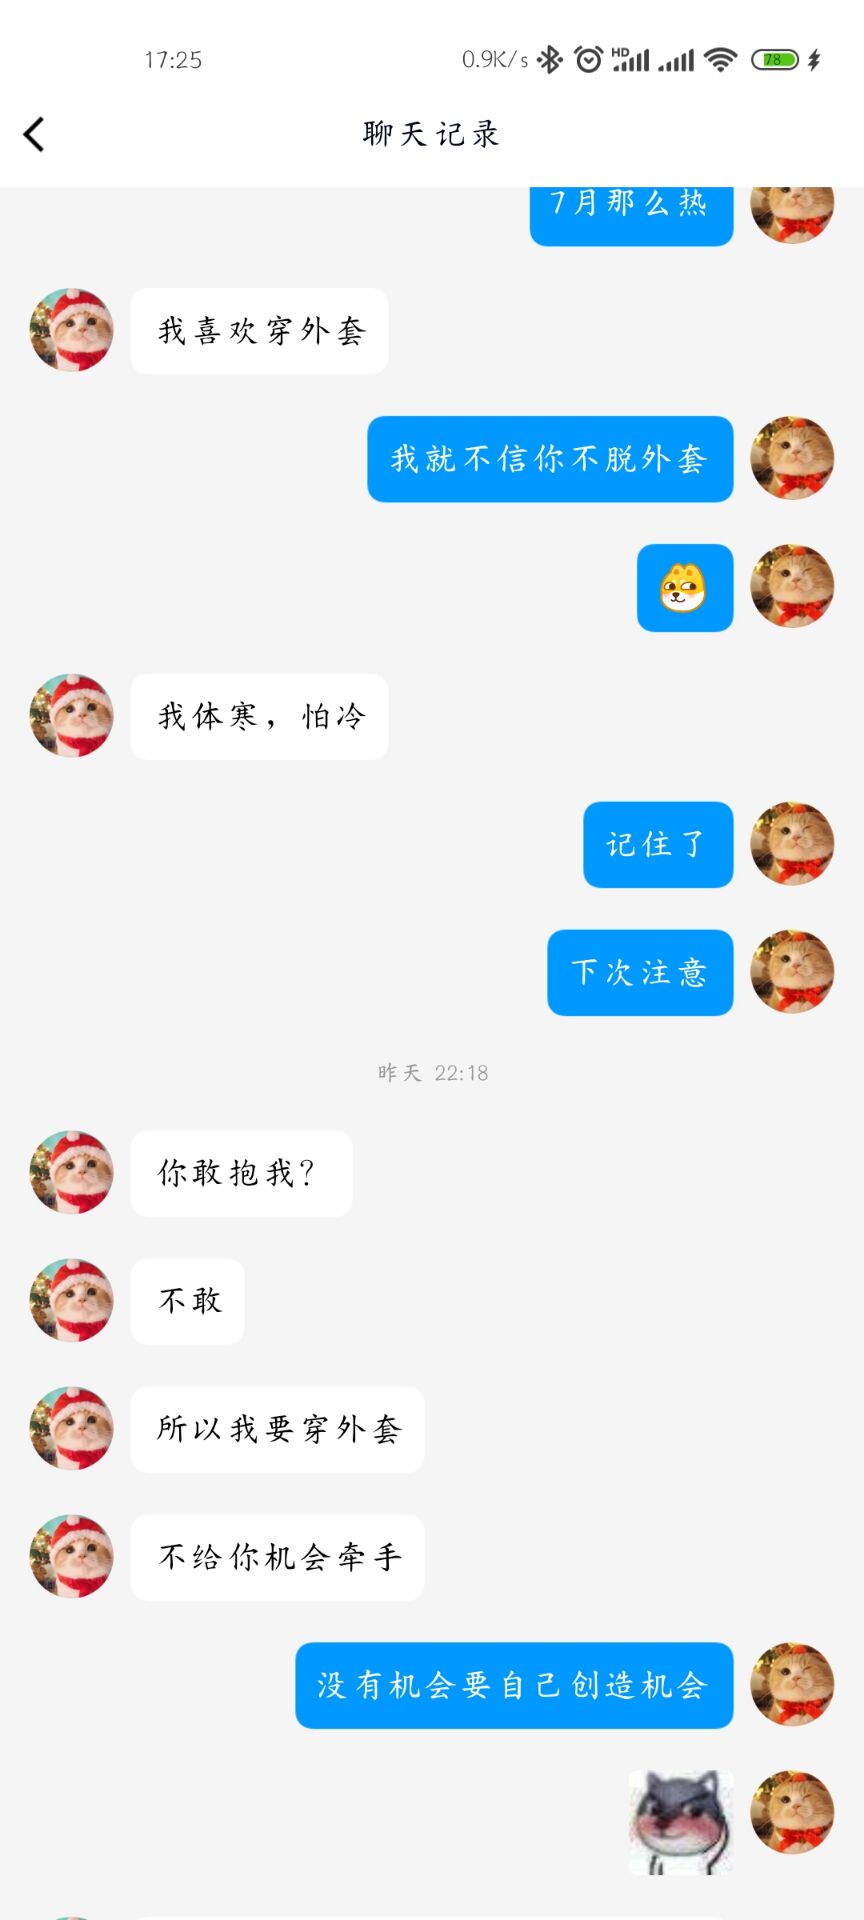 17:25
0.9K/s
HD
78
聊天记录
7月那么热
我喜欢穿外套
我就不信你不脱外套
我体寒，怕冷
记住了
下次注意
昨天 22:18
你敢抱我？
不敢
所以我要穿外套
不给你机会牵手
没有机会要自己创造机会